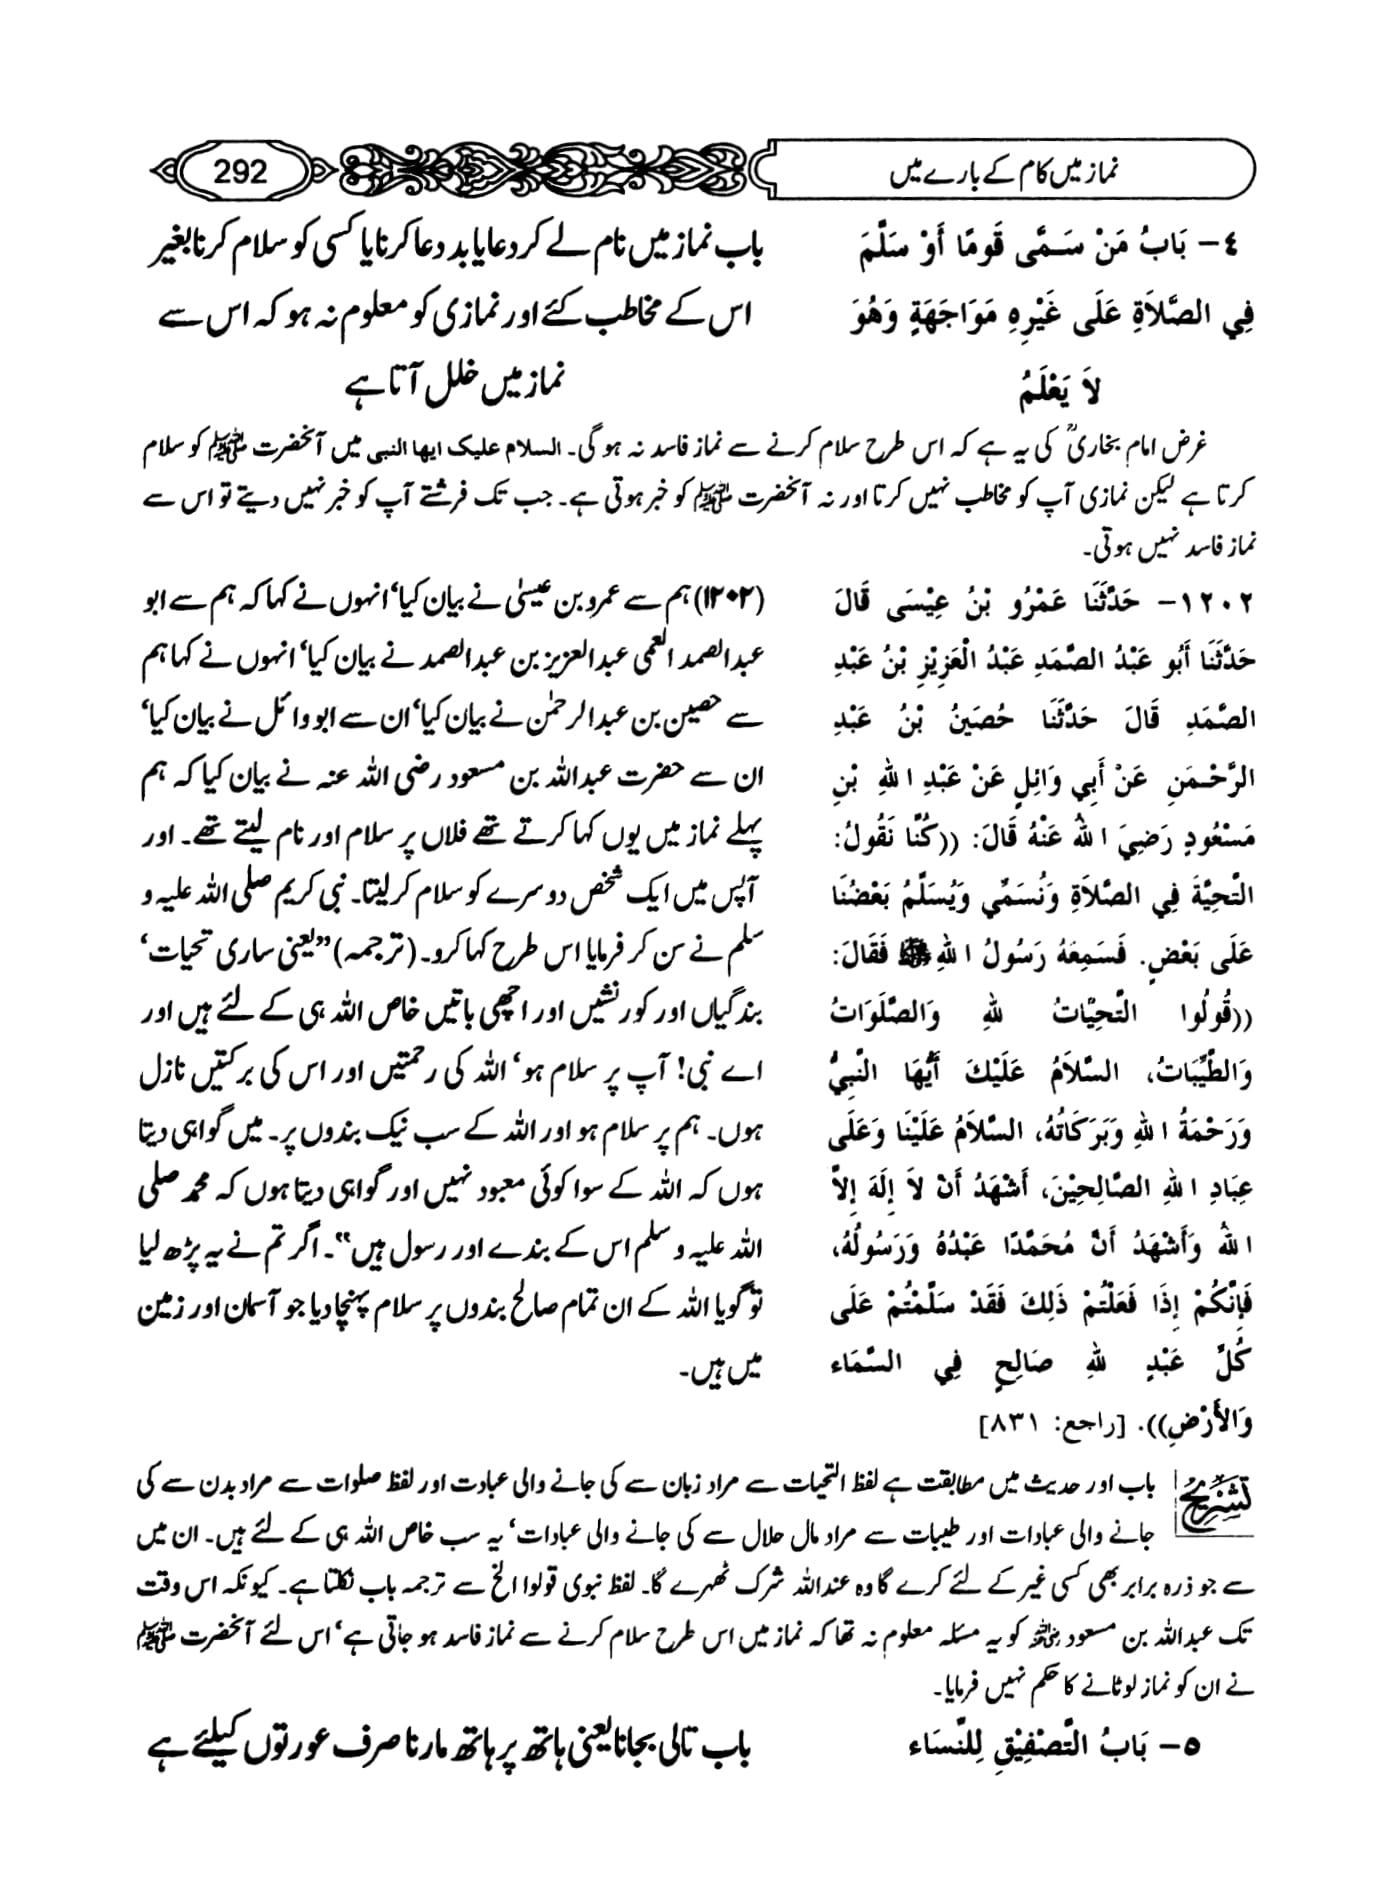 نماز میں کام کے بارے میں
292
٤- بَابُ مَنْ سَمَّى قَومًا أَوْ سَلَّمَ
فِي الصَّلاَةِ عَلَى غَيْرِهِ مَوَاجَهَةٍ وَهُوَ
لاَ يَعْلَمُ
باب نماز میں نام لے کر دعا یا بد دعا کرنا یا کسی کو سلام کرنا بغیر
اس کے مخاطب کئے اور نمازی کو معلوم نہ ہو کہ اس سے
نماز میں خلل آتا ہے
غرض امام بخاریؒ کی یہ ہے کہ اس طرح سلام کرنے سے نماز فاسد نہ ہوگی۔ السلام علیک ایها النبی میں آنحضرت ﷺ کو سلام
کرتا ہے لیکن نمازی آپ کو مخاطب نہیں کرتا اور نہ آنحضرت ﷺ کو خبر ہوتی ہے۔ جب تک فرشتے آپ کو خبر نہیں دیتے تو اس سے
نماز فاسد نہیں ہوتی۔
١٢٠٢- حَدَّثَنَا عَمْرُو بْنُ عِيْسَى قَالَ
حَدَّثَنَا أَبُو عَبْدُ الصَّمَدِ عَبْدُ الْعَزِيْزِ بْنُ عَبْدِ
الصَّمَدِ قَالَ حَدَّثَنَا حُصَيْنُ بْنُ عَبْدِ
الرَّحْمَنِ عَنْ أَبِي وَائِلٍ عَنْ عَبْدِ اللهِ بْنِ
مَسْعُودٍ رَضِيَ اللهُ عَنْهُ قَالَ: ((كُنَّا نَقُولُ:
التَّحِيَّةَ فِي الصَّلاَةِ وَنُسَمِّي وَيُسَلِّمُ بَعْضُنَا
عَلَى بَعْضٍ. فَسَمِعَهُ رَسُولُ اللهِ ﷺ فَقَالَ:
((قُولُوا التَّحِيَّاتُ للهِ وَالصَّلَوَاتُ
وَالطَّيِّبَاتُ، السَّلاَمُ عَلَيْكَ أَيُّهَا النَّبِيُّ
وَرَحْمَةُ اللهِ وَبَرَكَاتُهُ، السَّلاَمُ عَلَيْنَا وَعَلَى
عِبَادِ اللهِ الصَّالِحِيْنَ، أَشْهَدُ أَنْ لاَ إِلَهَ إِلاَّ
اللهُ وَأَشْهَدُ أَنَّ مُحَمَّدًا عَبْدُهُ وَرَسُولُهُ،
فَإِنَّكُمْ إِذَا فَعَلْتُمْ ذَلِكَ فَقَدْ سَلَّمْتُمْ عَلَى
كُلِّ عَبْدٍ للهِ صَالِحٍ فِي السَّمَاء
وَالأَرْضِ)). [راجع: ٨٣١]
(۱۲۰۲) ہم سے عمرو بن عیسیٰ نے بیان کیا‘ انہوں نے کہا کہ ہم سے ابو
عبدالصمد العمی عبدالعزیز بن عبدالصمد نے بیان کیا‘ انہوں نے کہا ہم
سے حصین بن عبدالرحمٰن نے بیان کیا‘ ان سے ابو وائل نے بیان کیا‘
ان سے حضرت عبداللہ بن مسعود رضی اللہ عنہ نے بیان کیا کہ ہم
پہلے نماز میں یوں کہا کرتے تھے فلاں پر سلام اور نام لیتے تھے۔ اور
آپس میں ایک شخص دوسرے کو سلام کر لیتا۔ نبی کریم صلی اللہ علیہ و
سلم نے سن کر فرمایا اس طرح کہا کرو۔ (ترجمہ) ”یعنی ساری تحیات‘
بندگیاں اور کورنشیں اور اچھی باتیں خاص اللہ ہی کے لئے ہیں اور
اے نبی! آپ پر سلام ہو‘ اللہ کی رحمتیں اور اس کی برکتیں نازل
ہوں۔ ہم پر سلام ہو اور اللہ کے سب نیک بندوں پر۔ میں گواہی دیتا
ہوں کہ اللہ کے سوا کوئی معبود نہیں اور گواہی دیتا ہوں کہ محمد صلی
اللہ علیہ و سلم اس کے بندے اور رسول ہیں“۔ اگر تم نے یہ پڑھ لیا
تو گویا اللہ کے ان تمام صالح بندوں پر سلام پہنچا دیا جو آسمان اور زمین
میں ہیں۔
تشریح باب اور حدیث میں مطابقت ہے لفظ التحیات سے مراد زبان سے کی جانے والی عبادت اور لفظ صلوات سے مراد بدن سے کی
جانے والی عبادات اور طیبات سے مراد مال حلال سے کی جانے والی عبادات‘ یہ سب خاص اللہ ہی کے لئے ہیں۔ ان میں
سے جو ذرہ برابر بھی کسی غیر کے لئے کرے گا وہ عنداللہ شرک ٹھہرے گا۔ لفظ نبوی قولوا الخ سے ترجمہ باب نکلتا ہے۔ کیونکہ اس وقت
تک عبداللہ بن مسعود رضی اللہ عنہ کو یہ مسئلہ معلوم نہ تھا کہ نماز میں اس طرح سلام کرنے سے نماز فاسد ہو جاتی ہے‘ اس لئے آنحضرت ﷺ
نے ان کو نماز لوٹانے کا حکم نہیں فرمایا۔
٥- بَابُ التَّصْفِيْقِ لِلنِّسَاء
باب تالی بجانا یعنی ہاتھ پر ہاتھ مارنا صرف عورتوں کیلئے ہے